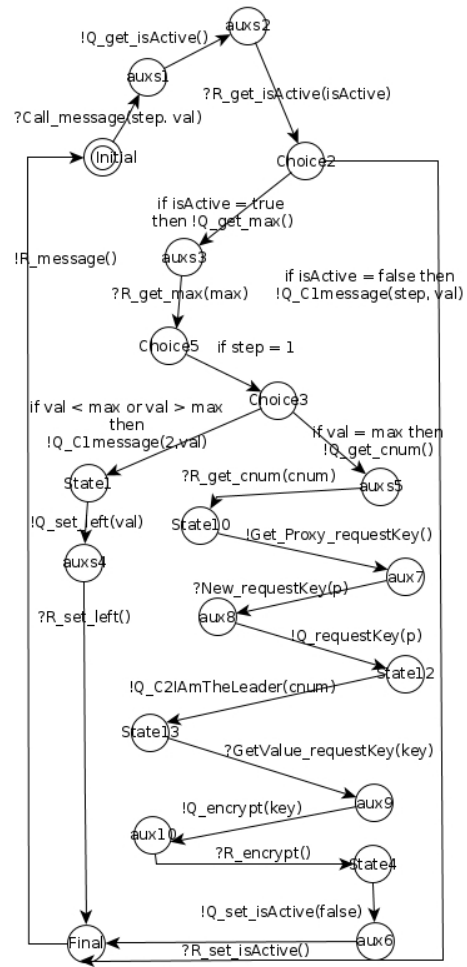 auxs2
!Q_get_isActive()
auxs1
?R_get_isActive(isActive)
?Call_message(step. val)
Initial
Choice2
if isActive = true
then !Q_get_max()
!R_message()
auxs3
if isActive = false then
!Q_C1message(step, val)
?R_get_max(max)
Choice5
if step = 1
Choice3
if val < max or val > max
then
!Q_C1message(2,val)
if val = max then
!Q_get_cnum()
State1
?R_get_cnum(cnum)
auxs5
!Q_set_left(val)
State10
!Get_Proxy_requestKey()
auxs4
aux7
?New_requestKey(p)
aux8
?R_set_left()
!Q_requestKey(p)
State12
!Q_C2IAmTheLeader(cnum)
State13
?GetValue_requestKey(key)
aux9
!Q_encrypt(key)
aux10
?R_encrypt()
State4
!Q_set_isActive(false)
Final
aux6
?R_set_isActive()